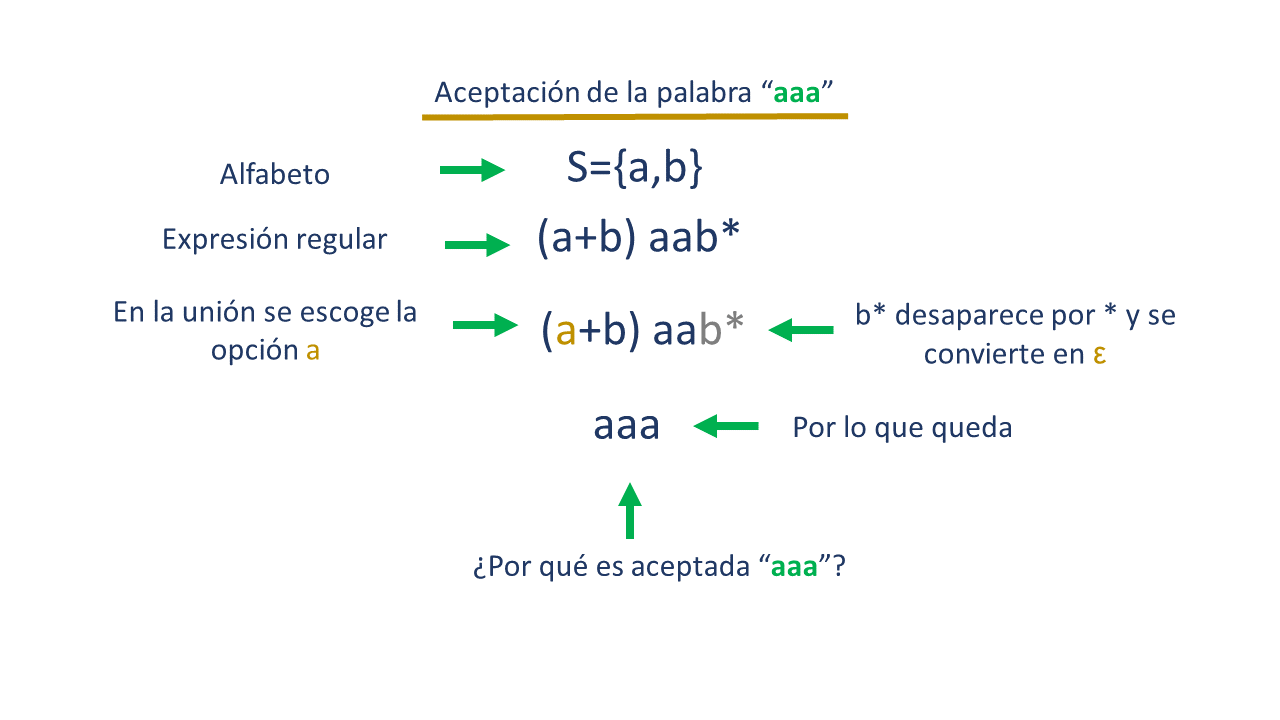 Aceptación de la palabra “aaa”
Alfabeto
S={a,b}
Expresión regular
(a+b) aab*
En la unión se escoge la
opción a
(a+b) aab*
b* desaparece por * y se
convierte en ε
aaa
Por lo que queda
¿Por qué es aceptada “aaa”?